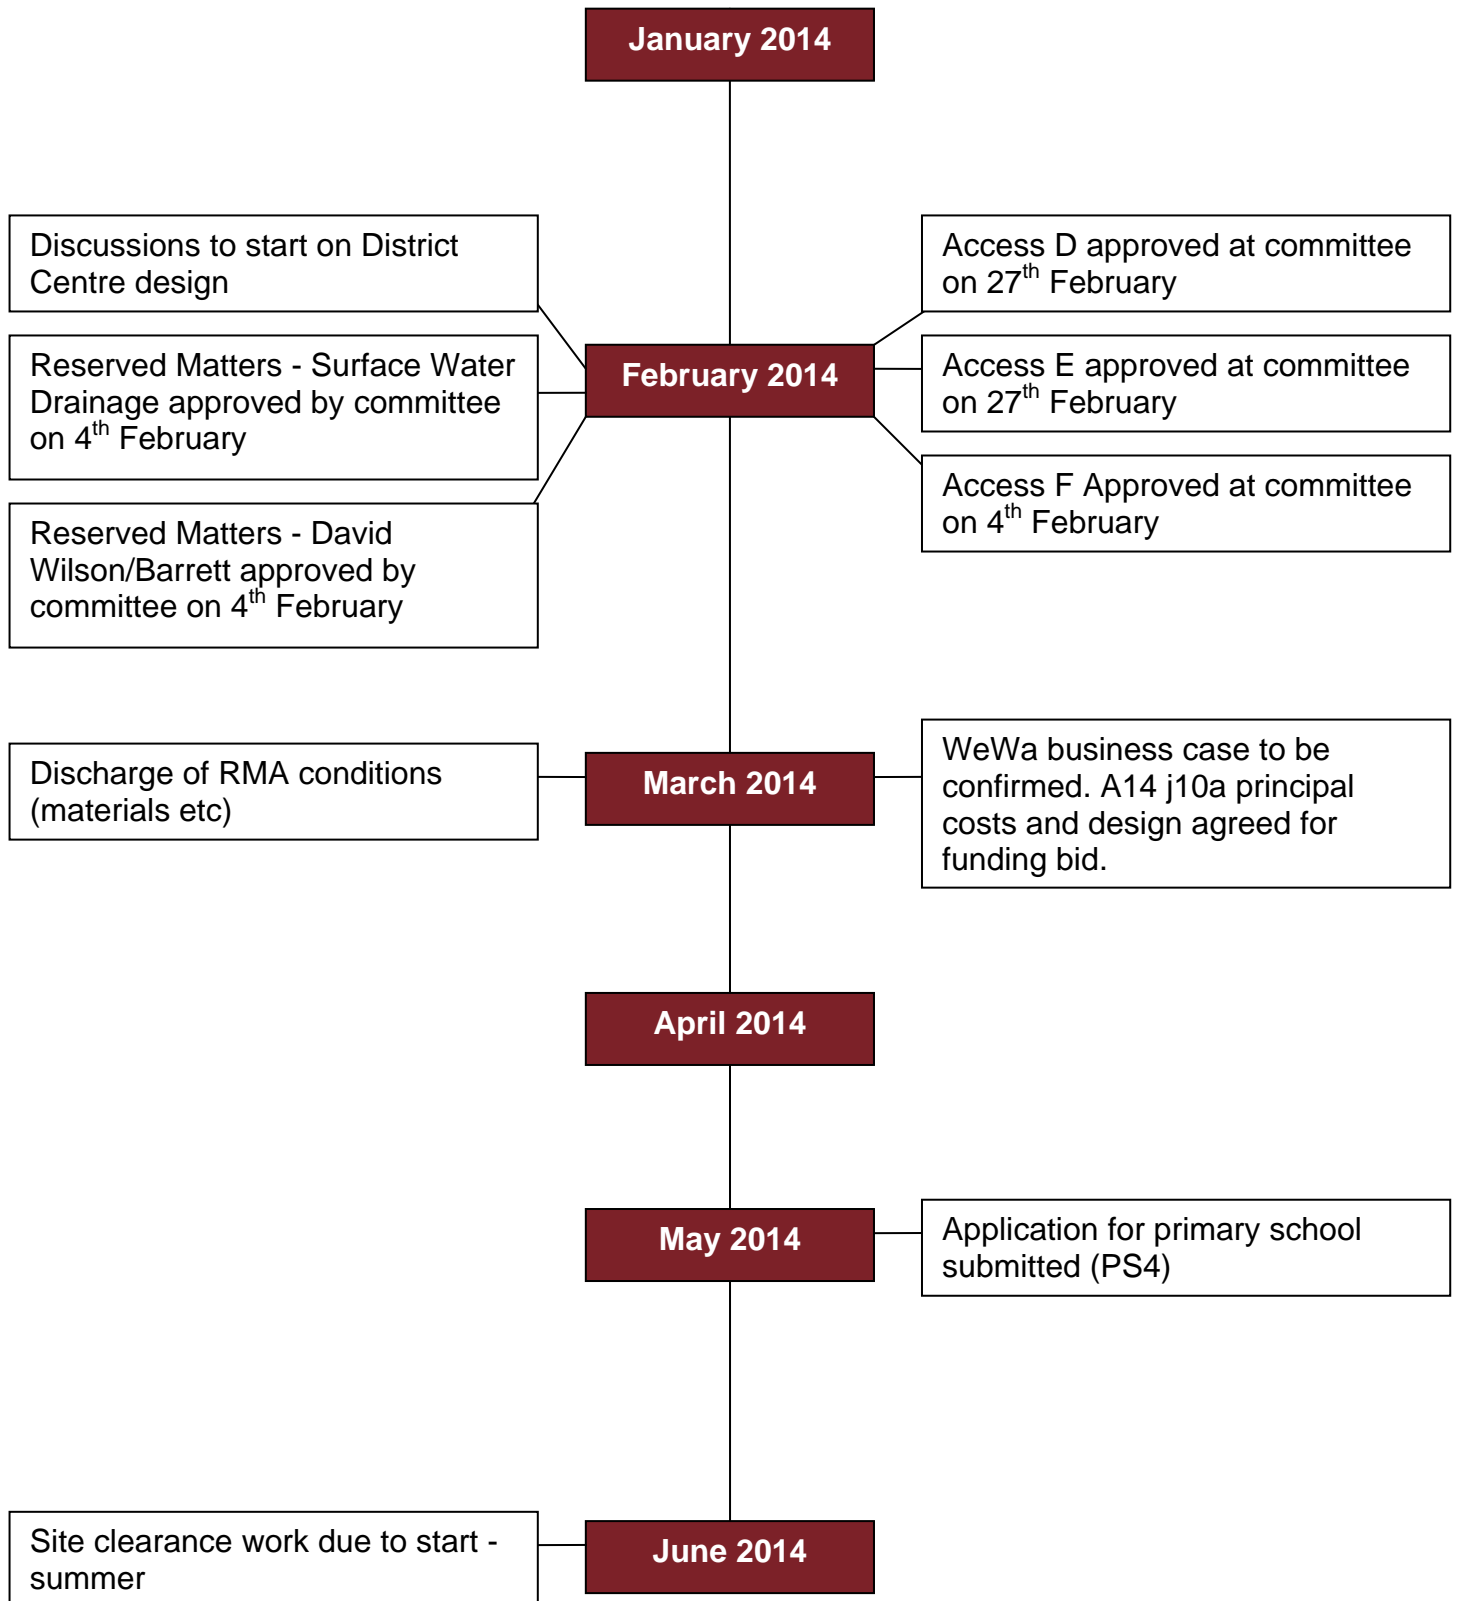 January 2014
Discussions to start on District
Centre design
Reserved Matters - Surface Water
Drainage approved by committee
on 4th February
Reserved Matters - David
Wilson/Barrett approved by
committee on 4th February
February 2014
Access D approved at committee
on 27th February
Access E approved at committee
on 27th February
Access F Approved at committee
on 4th February
Discharge of RMA conditions
(materials etc)
March 2014
WeWa business case to be
confirmed. A14 j10a principal
costs and design agreed for
funding bid.
April 2014
May 2014
Application for primary school
submitted (PS4)
Site clearance work due to start -
summer
June 2014